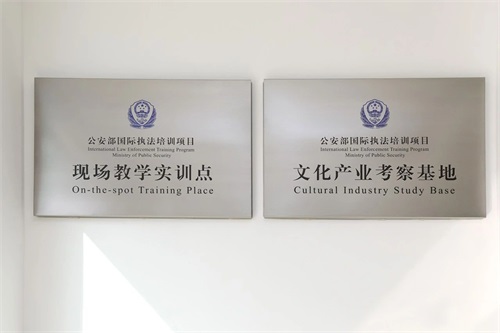 公安部国际执法培训项目
International Law Enforcement Training Program
Ministry of Public Security
现场教学实训点
On-the-spot Training Place
公安部国际执法培训项目
International Law Enforcement Training Program
Ministry of Public Security
文化产业考察基地
Cultural Industry Study Base